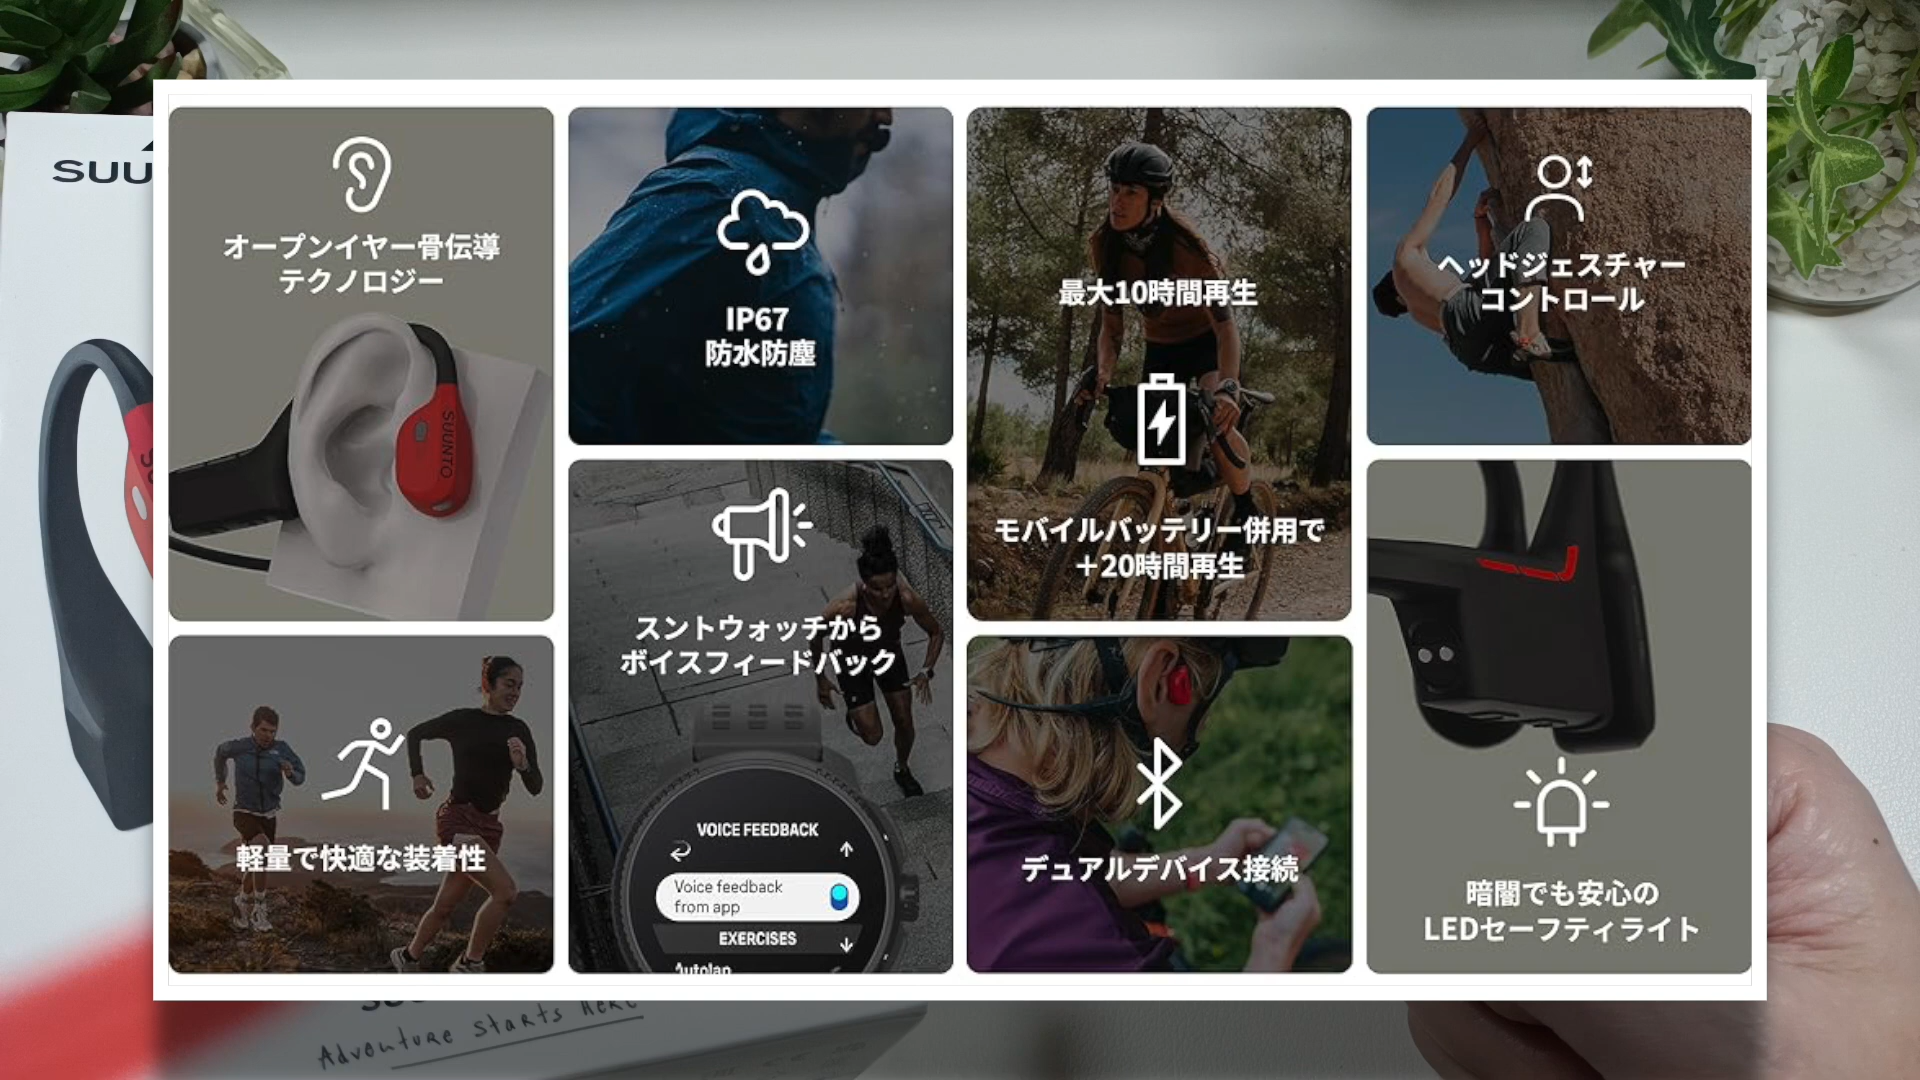 オープンイヤー骨伝導
テクノロジー
SUUNTO
軽量で快適な装着性
IP67
防水防塵
スントウォッチから
ボイスフィードバック
VOICE FEEDBACK
Voice feedback
from app
EXERCISES
Autolap
最大10時間再生
モバイルバッテリー併用で
+20時間再生
デュアルデバイス接続
ヘッドジェスチャー
コントロール
暗闇でも安心の
LEDセーフティライト
SUU
Adventure Starts Here